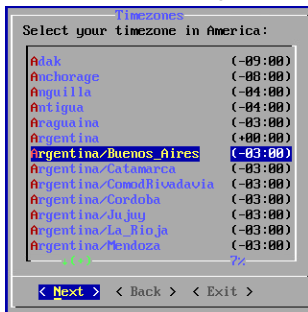 Timezones
Select your timezone in America:
Adak (-09:00)
Anchorage (-08:00)
Anguilla (-04:00)
Antigua (-04:00)
Araguaina (-03:00)
Argentina (+00:00)
Argentina/Buenos_Aires (-03:00)
Argentina/Catamarca (-03:00)
Argentina/ComodRivadavia (-03:00)
Argentina/Cordoba (-03:00)
Argentina/Jujuy (-03:00)
Argentina/La_Rioja (-03:00)
Argentina/Mendoza (-03:00)
↓(+) 7%
< Next > < Back > < Exit >